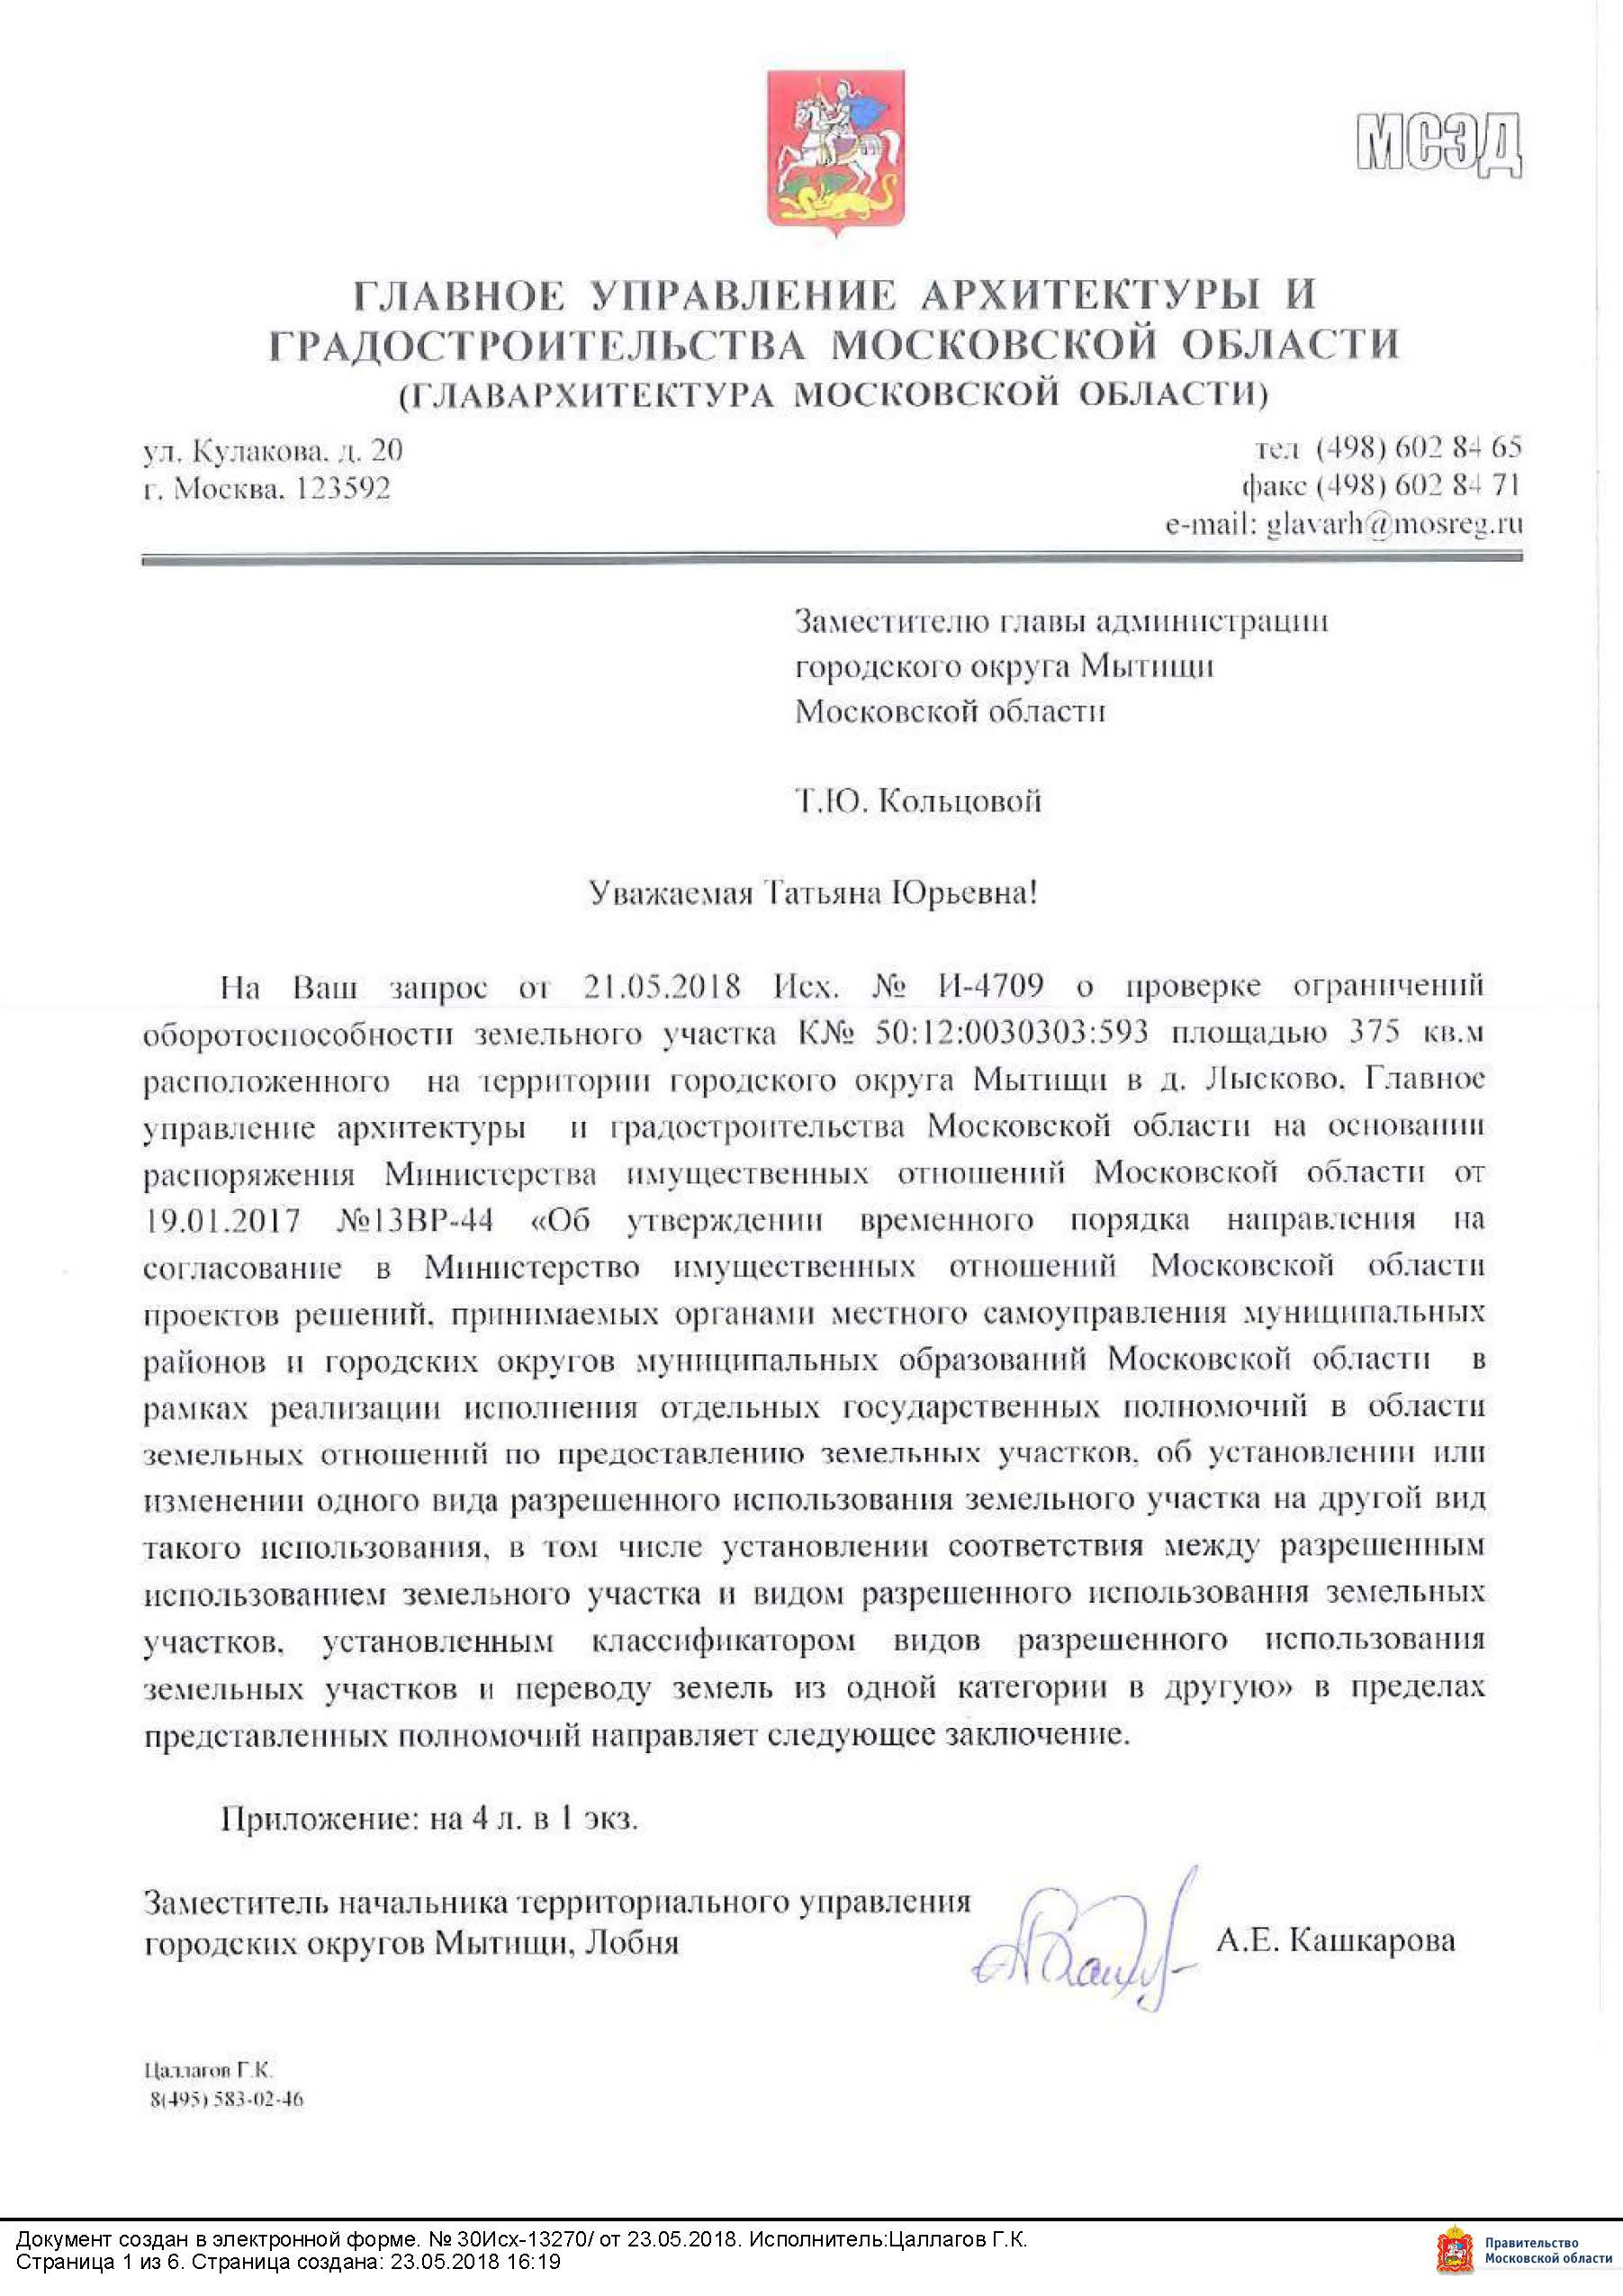 МСЭД
ГЛАВНОЕ УПРАВЛЕНИЕ АРХИТЕКТУРЫ И
ГРАДОСТРОИТЕЛЬСТВА МОСКОВСКОЙ ОБЛАСТИ
(ГЛАВАРХИТЕКТУРА МОСКОВСКОЙ ОБЛАСТИ)
ул. Кулакова, д. 20
г. Москва, 123592
тел (498) 602 84 65
факс (498) 602 84 71
e-mail: glavarh@mosreg.ru
Заместителю главы администрации
городского округа Мытищи
Московской области
Т.Ю. Кольцовой
Уважаемая Татьяна Юрьевна!
На Ваш запрос от 21.05.2018 Исх. № И-4709 о проверке ограничений
оборотоспособности земельного участка К№ 50:12:0030303:593 площадью 375 кв.м
расположенного на территории городского округа Мытищи в д. Лысково, Главное
управление архитектуры и градостроительства Московской области на основании
распоряжения Министерства имущественных отношений Московской области от
19.01.2017 №13ВР-44 «Об утверждении временного порядка направления на
согласование в Министерство имущественных отношений Московской области
проектов решений, принимаемых органами местного самоуправления муниципальных
районов и городских округов муниципальных образований Московской области в
рамках реализации исполнения отдельных государственных полномочий в области
земельных отношений по предоставлению земельных участков, об установлении или
изменении одного вида разрешенного использования земельного участка на другой вид
такого использования, в том числе установлении соответствия между разрешенным
использованием земельного участка и видом разрешенного использования земельных
участков, установленным классификатором видов разрешенного использования
земельных участков и переводу земель из одной категории в другую» в пределах
представленных полномочий направляет следующее заключение.
Приложение: на 4 л. в 1 экз.
Заместитель начальника территориального управления
городских округов Мытищи, Лобня
А.Е. Кашкарова
Цаллагов Г.К.
8(495) 583-02-46
Документ создан в электронной форме. № 30Исх-13270/ от 23.05.2018. Исполнитель:Цаллагов Г.К.
Страница 1 из 6. Страница создана: 23.05.2018 16:19
Правительство
Московской области